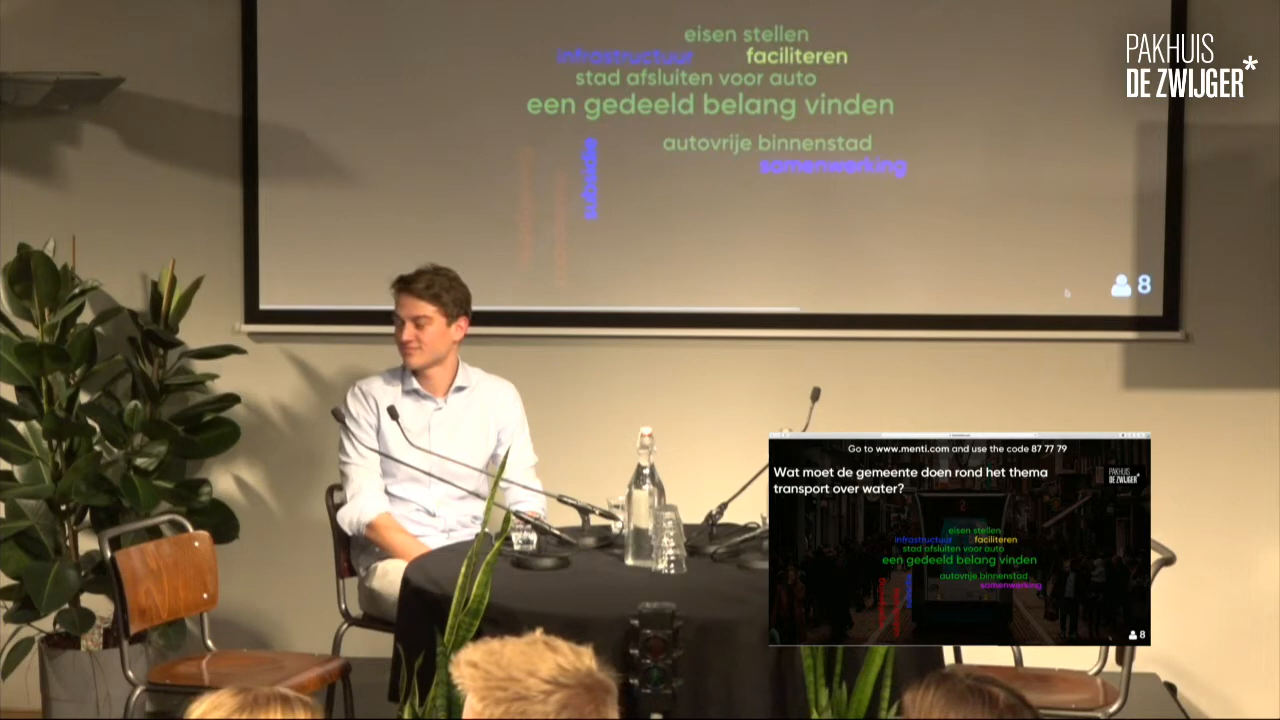 eisen stellen
infrastructuur faciliteren
stad afsluiten voor auto
een gedeeld belang vinden
autovrije binnenstad
samenwerking
subsidie
8
PAKHUIS
DE ZWIJGER*
Go to www.menti.com and use the code 87 77 79
Wat moet de gemeente doen rond het thema
transport over water?
PAKHUIS
DE ZWIJGER*
eisen stellen
infrastructuur faciliteren
stad afsluiten voor auto
een gedeeld belang vinden
autovrije binnenstad
samenwerking
8